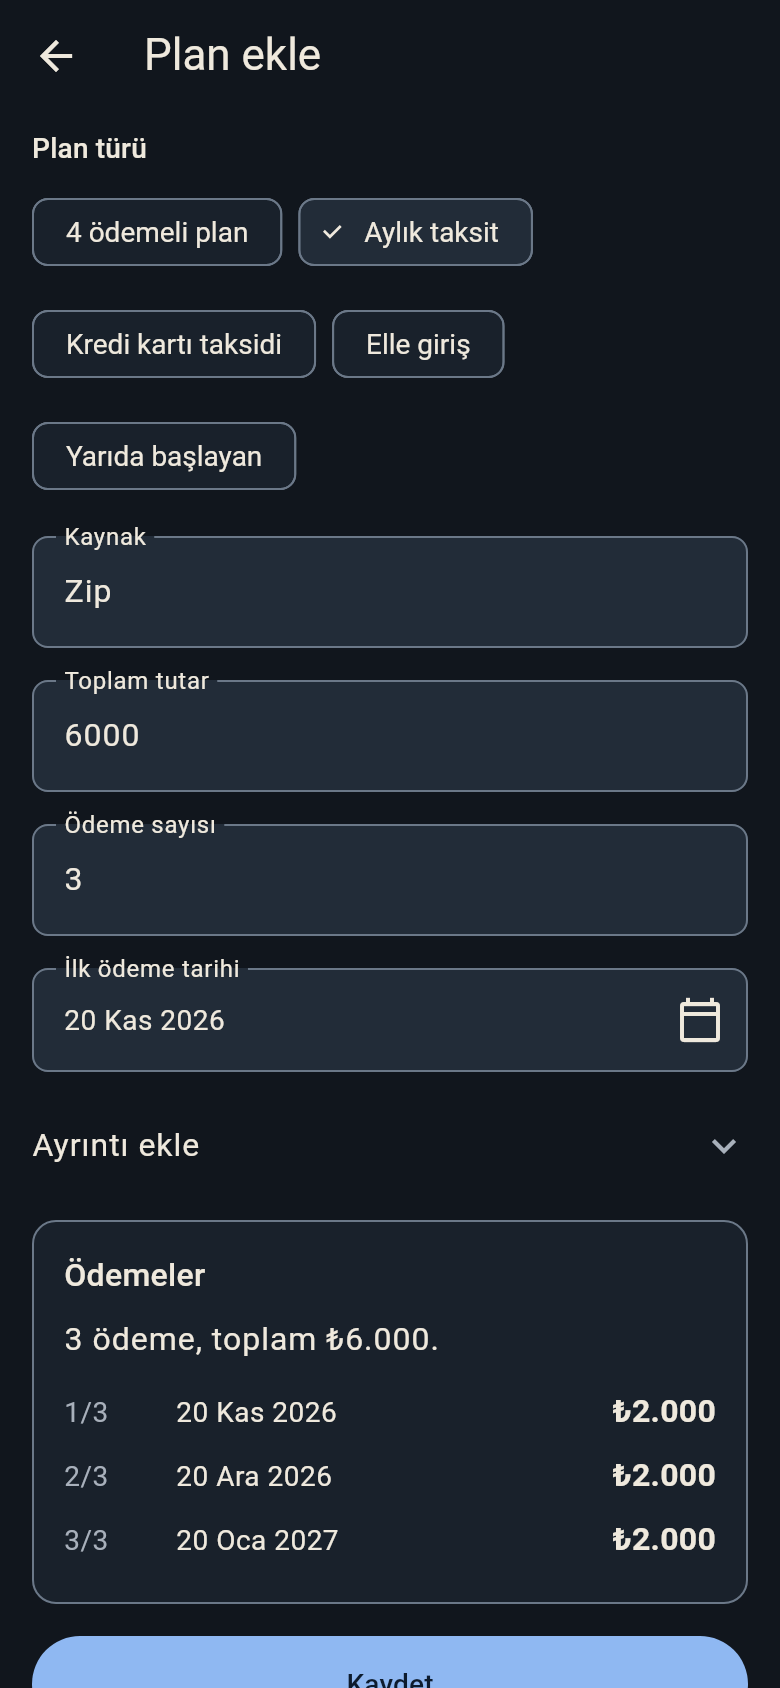 Plan ekle
Plan türü
4 ödemeli plan
Aylık taksit
Kredi kartı taksidi
Elle giriş
Yarıda başlayan
Kaynak
Zip
Toplam tutar
6000
Ödeme sayısı
3
İlk ödeme tarihi
20 Kas 2026
Ayrıntı ekle
Ödemeler
3 ödeme, toplam ₺6.000.
1/3 20 Kas 2026 ₺2.000
2/3 20 Ara 2026 ₺2.000
3/3 20 Oca 2027 ₺2.000
Kaydet